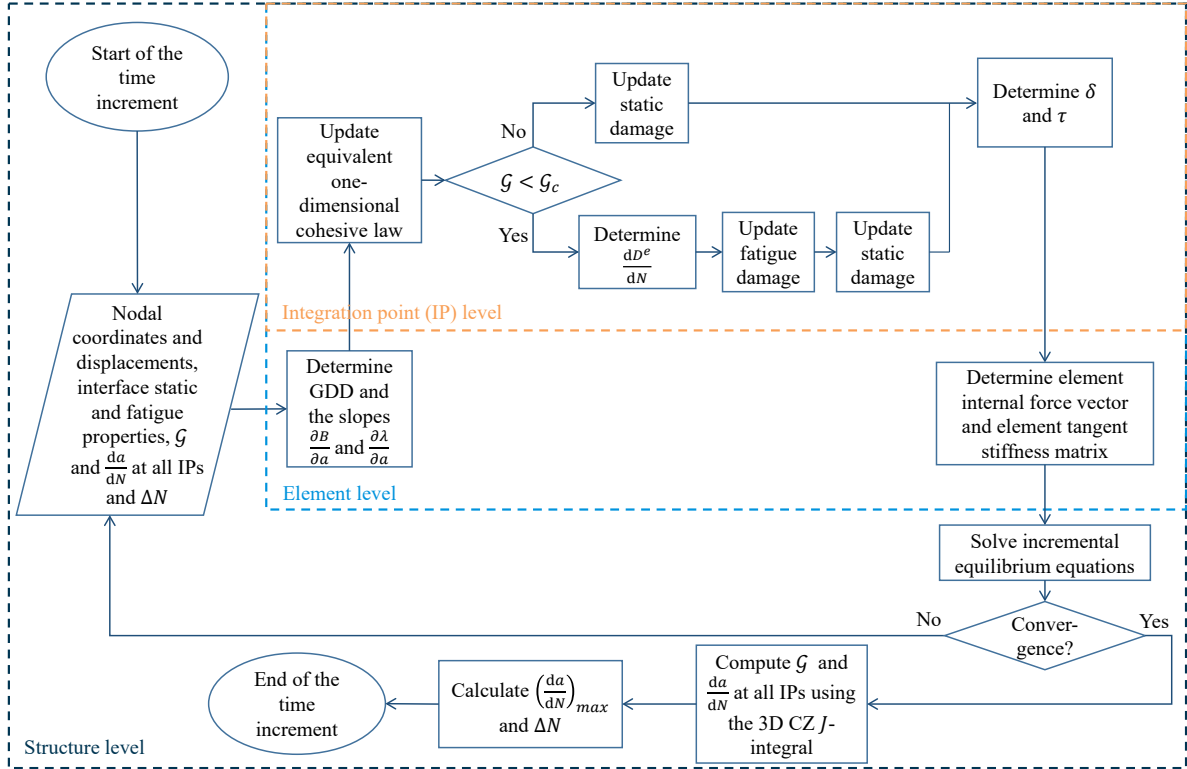 Start of the
time
increment
Nodal
coordinates and
displacements,
interface static
and fatigue
properties, 𝒢
and da/dN at all IPs
and ΔN
Determine
GDD and
the slopes
∂B/∂a and ∂λ/∂a
Element level
Update
equivalent
one-
dimensional
cohesive law
𝒢 < 𝒢c
No
Update
static
damage
Yes
Determine
dDᵉ/dN
Update
fatigue
damage
Update
static
damage
Integration point (IP) level
Determine δ
and τ
Determine element
internal force vector
and element tangent
stiffness matrix
Solve incremental
equilibrium equations
Conver-
gence?
No
Yes
Compute 𝒢 and
da/dN at all IPs using
the 3D CZ J-
integral
Calculate (da/dN)max
and ΔN
End of the
time
increment
Structure level